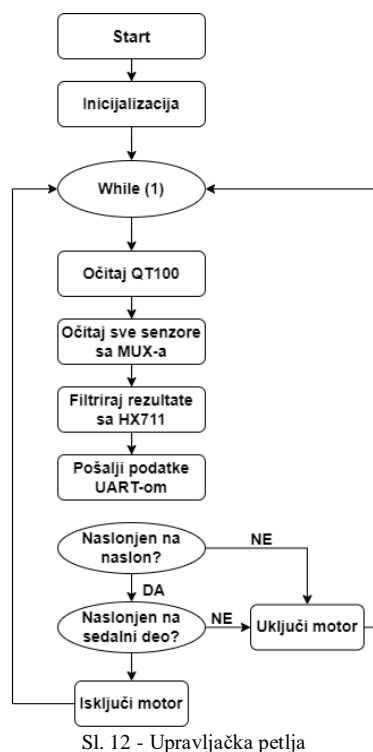 Start
Inicijalizacija
While (1)
Očitaj QT100
Očitaj sve senzore
sa MUX-a
Filtriraj rezultate
sa HX711
Pošalji podatke
UART-om
Naslonjen na
naslon?
NE
DA
Naslonjen na
sedalni deo?
NE
Uključi motor
Isključi motor
Sl. 12 - Upravljačka petlja